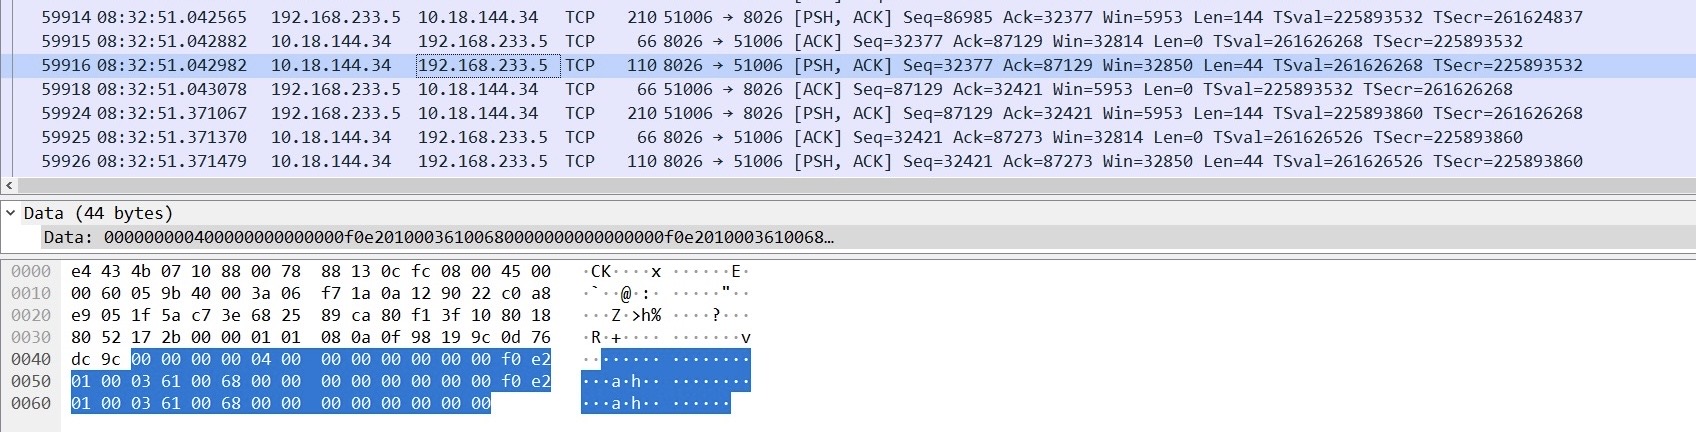 59914 08:32:51.042565 192.168.233.5 10.18.144.34 TCP 210 51006 → 8026 [PSH, ACK] Seq=86985 Ack=32377 Win=5953 Len=144 TSval=225893532 TSecr=261624837
59915 08:32:51.042882 10.18.144.34 192.168.233.5 TCP 66 8026 → 51006 [ACK] Seq=32377 Ack=87129 Win=32814 Len=0 TSval=261626268 TSecr=225893532
59916 08:32:51.042982 10.18.144.34 192.168.233.5 TCP 110 8026 → 51006 [PSH, ACK] Seq=32377 Ack=87129 Win=32850 Len=44 TSval=261626268 TSecr=225893532
59918 08:32:51.043078 192.168.233.5 10.18.144.34 TCP 66 51006 → 8026 [ACK] Seq=87129 Ack=32421 Win=5953 Len=0 TSval=225893532 TSecr=261626268
59924 08:32:51.371067 192.168.233.5 10.18.144.34 TCP 210 51006 → 8026 [PSH, ACK] Seq=87129 Ack=32421 Win=5953 Len=144 TSval=225893860 TSecr=261626268
59925 08:32:51.371370 10.18.144.34 192.168.233.5 TCP 66 8026 → 51006 [ACK] Seq=32421 Ack=87273 Win=32814 Len=0 TSval=261626526 TSecr=225893860
59926 08:32:51.371479 10.18.144.34 192.168.233.5 TCP 110 8026 → 51006 [PSH, ACK] Seq=32421 Ack=87273 Win=32850 Len=44 TSval=261626526 TSecr=225893860
Data (44 bytes)
Data: 000000000400000000000000f0e20100036100680000000000000000f0e2010003610068…
0000 e4 43 4b 07 10 88 00 78 88 13 0c fc 08 00 45 00 ·CK····x ······E·
0010 00 60 05 9b 40 00 3a 06 f7 1a 0a 12 90 22 c0 a8 ·`··@·:· ·····"··
0020 e9 05 1f 5a c7 3e 68 25 89 ca 80 f1 3f 10 80 18 ···Z·>h% ····?···
0030 80 52 17 2b 00 00 01 01 08 0a 0f 98 19 9c 0d 76 ·R·+···· ·······v
0040 dc 9c 00 00 00 00 04 00 00 00 00 00 00 00 f0 e2 ········ ········
0050 01 00 03 61 00 68 00 00 00 00 00 00 00 00 f0 e2 ···a·h·· ········
0060 01 00 03 61 00 68 00 00 00 00 00 00 00 00 ···a·h·· ······